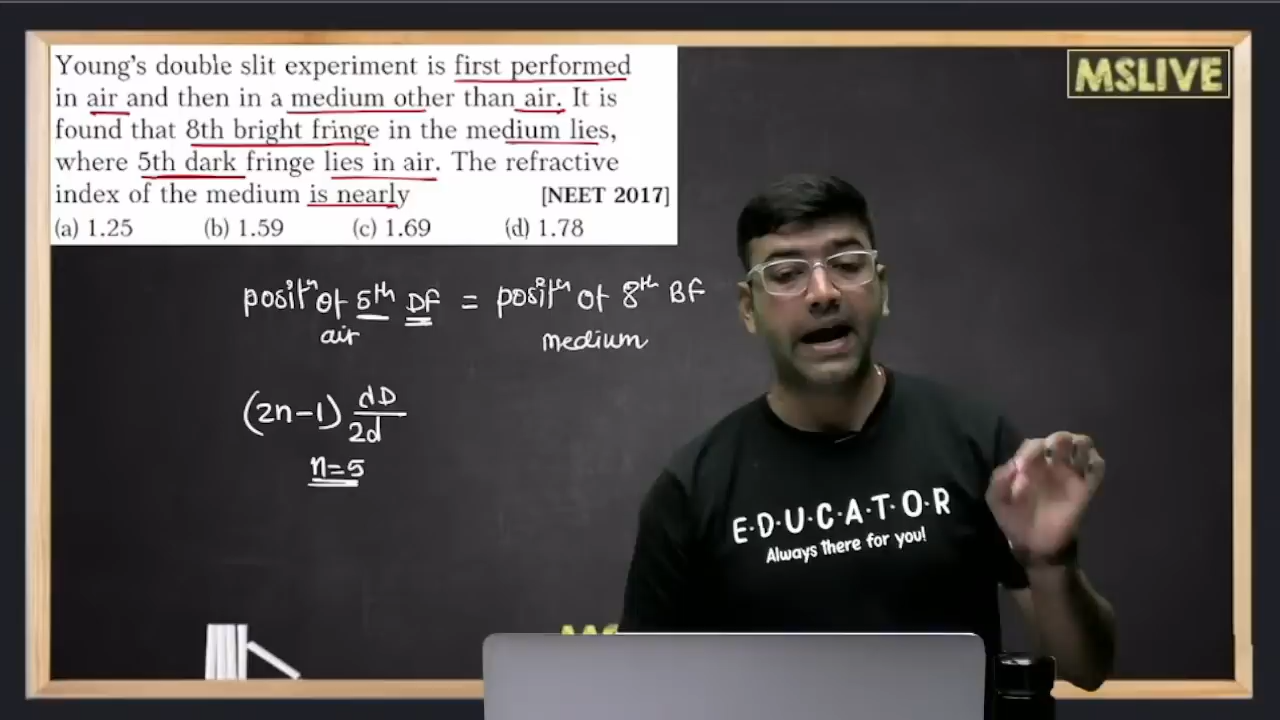 Young's double slit experiment is first performed
in air and then in a medium other than air. It is
found that 8th bright fringe in the medium lies,
where 5th dark fringe lies in air. The refractive
index of the medium is nearly [NEET 2017]
(a) 1.25 (b) 1.59 (c) 1.69 (d) 1.78
MSLIVE
positⁿ of 5th DF = positⁿ of 8th BF
air medium
(2n-1) λD/2d
n=5
E·D·U·C·A·T·O·R
Always there for you!